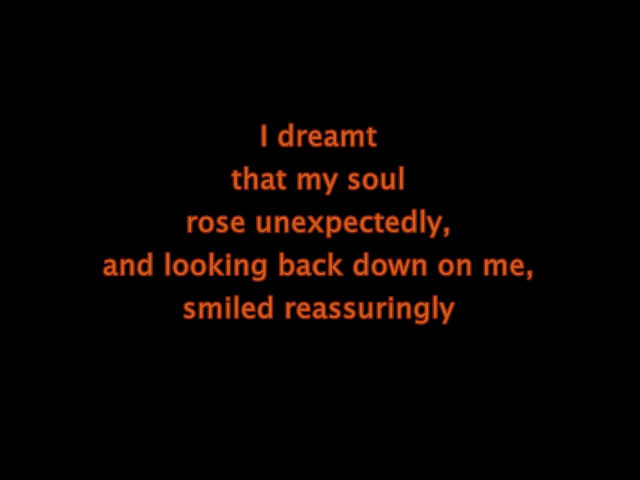 I dreamt
that my soul
rose unexpectedly,
and looking back down on me,
smiled reassuringly